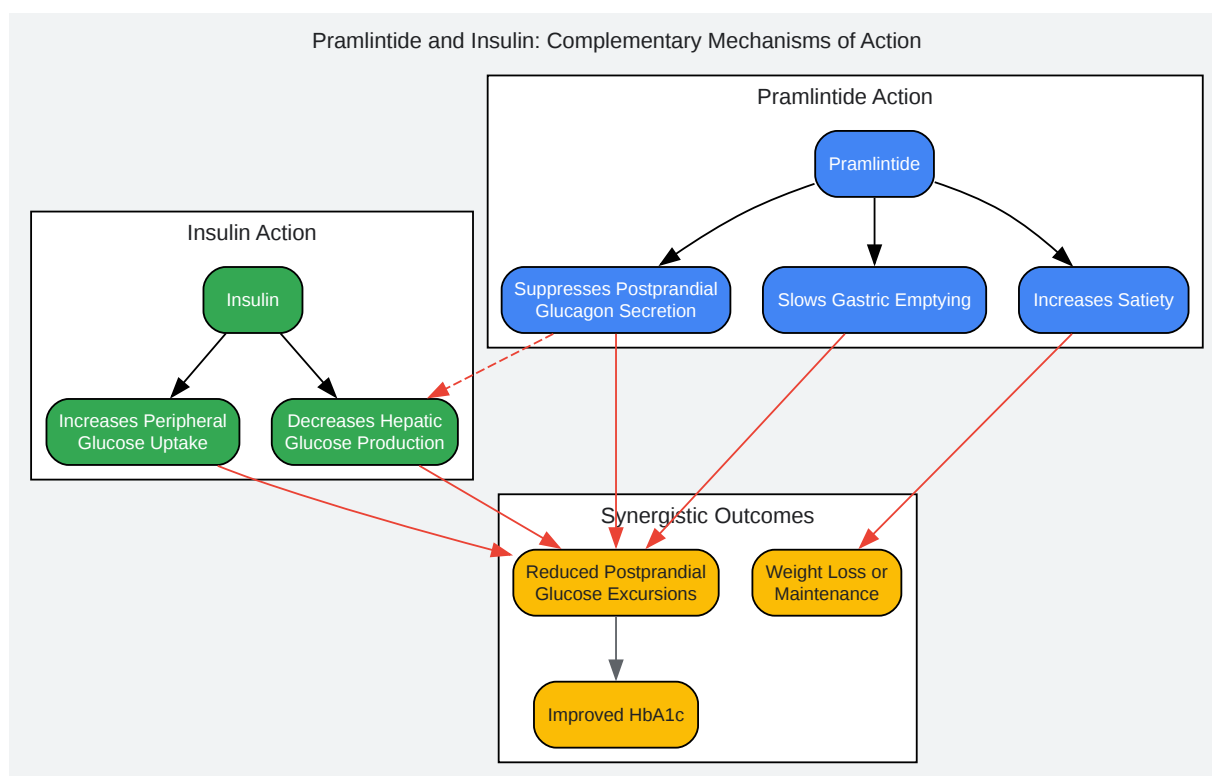 Pramlintide and Insulin: Complementary Mechanisms of Action
Pramlintide Action
Pramlintide
Insulin Action
Insulin
Suppresses Postprandial
Glucagon Secretion
Slows Gastric Emptying
Increases Satiety
Increases Peripheral
Glucose Uptake
Decreases Hepatic
Glucose Production
Synergistic Outcomes
Reduced Postprandial
Glucose Excursions
Weight Loss or
Maintenance
Improved HbA1c